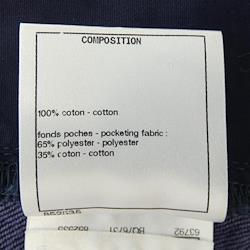 COMPOSITION
100% coton - cotton
fonds poches - pocketing fabric :
65% polyester - polyester
35% coton - cotton